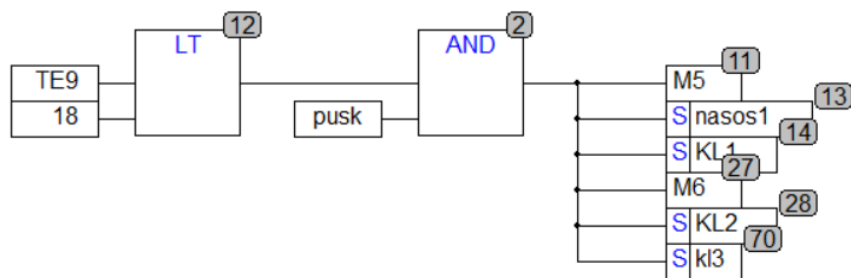 12
2
LT
AND
11
TE9
M5
13
18
pusk
S nasos1
14
S KL1
27
M6
28
S KL2
70
S kl3